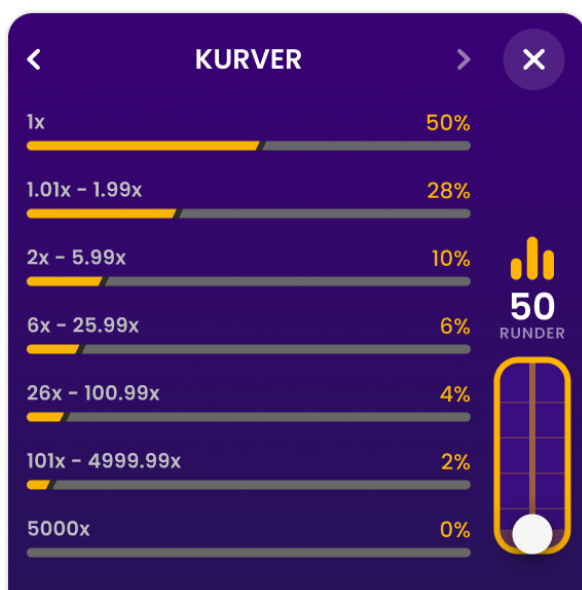 KURVER
1x
50%
1.01x - 1.99x
28%
2x - 5.99x
10%
6x - 25.99x
6%
26x - 100.99x
4%
101x - 4999.99x
2%
5000x
0%
50
RUNDER